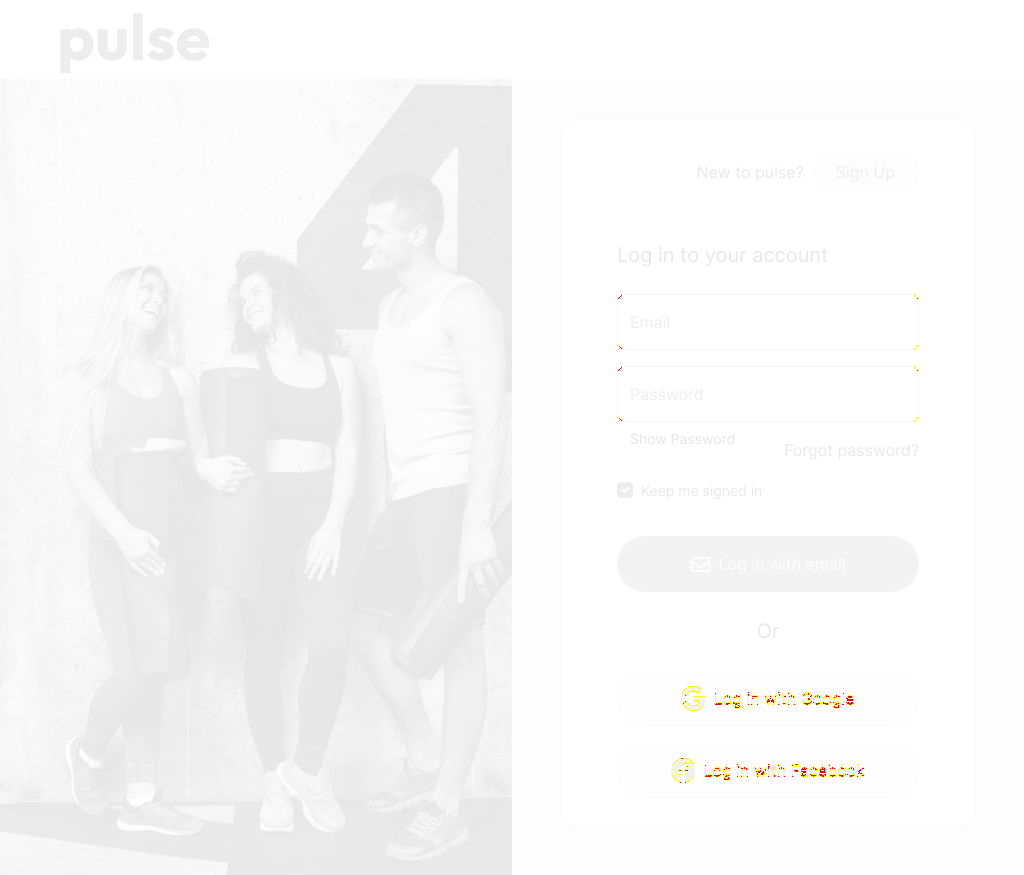 pulse
New to pulse? Sign Up
Log in to your account
Email
Password
Show Password
Forgot password?
Keep me signed in
Log in with email
Or
Log in with Google
Log in with Facebook